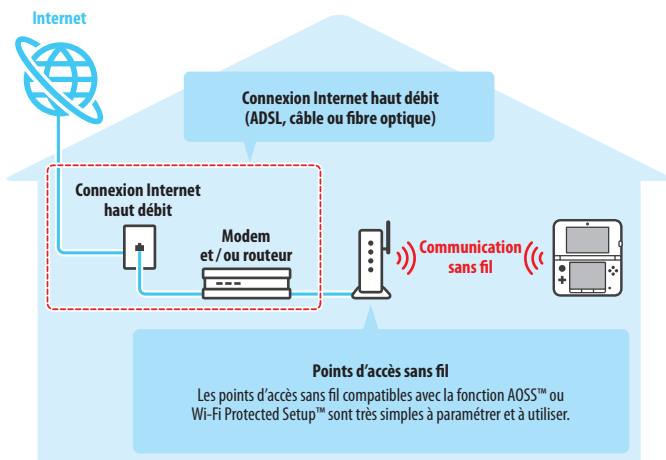 Internet
Connexion Internet haut débit
(ADSL, câble ou fibre optique)
Connexion Internet
haut débit
Modem
et / ou routeur
Communication
sans fil
Points d’accès sans fil
Les points d’accès sans fil compatibles avec la fonction AOSS™ ou
Wi-Fi Protected Setup™ sont très simples à paramétrer et à utiliser.